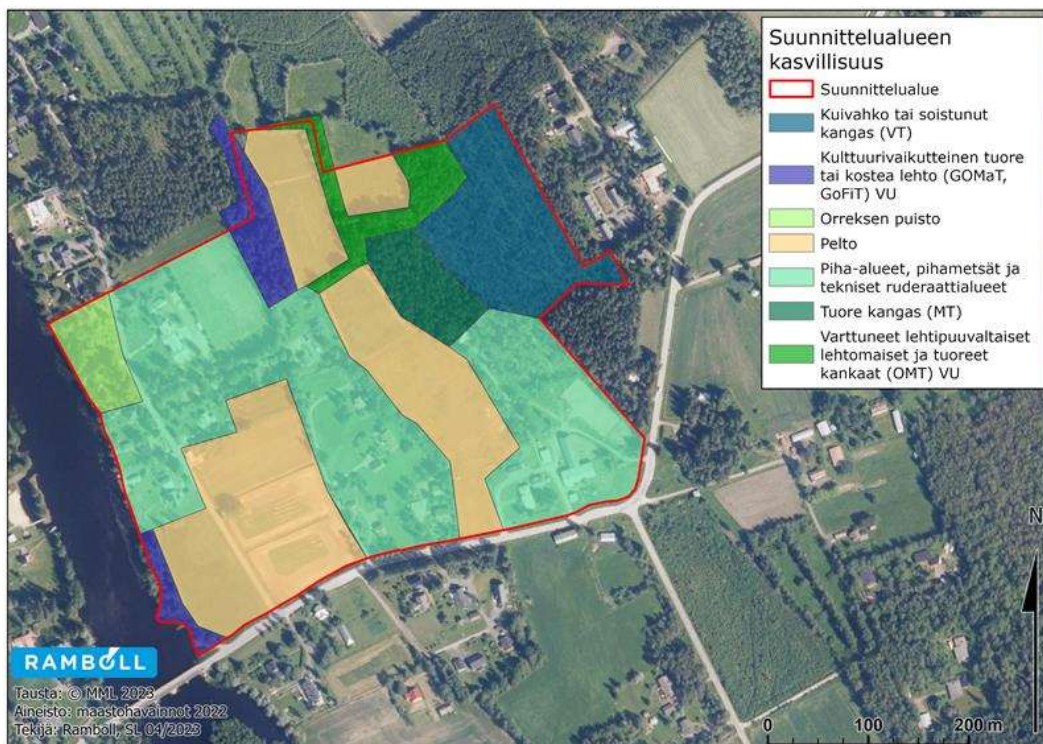 Suunnittelualueen
kasvillisuus
Suunnittelualue
Kuivahko tai soistunut
kangas (VT)
Kulttuurivaikutteinen tuore
tai kostea lehto (GOMaT,
GoFiT) VU
Orreksen puisto
Pelto
Piha-alueet, pihametsät ja
tekniset ruderaattialueet
Tuore kangas (MT)
Varttuneet lehtipuuvaltaiset
lehtomaiset ja tuoreet
kankaat (OMT) VU
N
RAMBOLL
Tausta: © MML 2023
Aineisto: maastohavainnot 2022
Tekijä: Ramboll, SL 04/2023
0 100 200 m